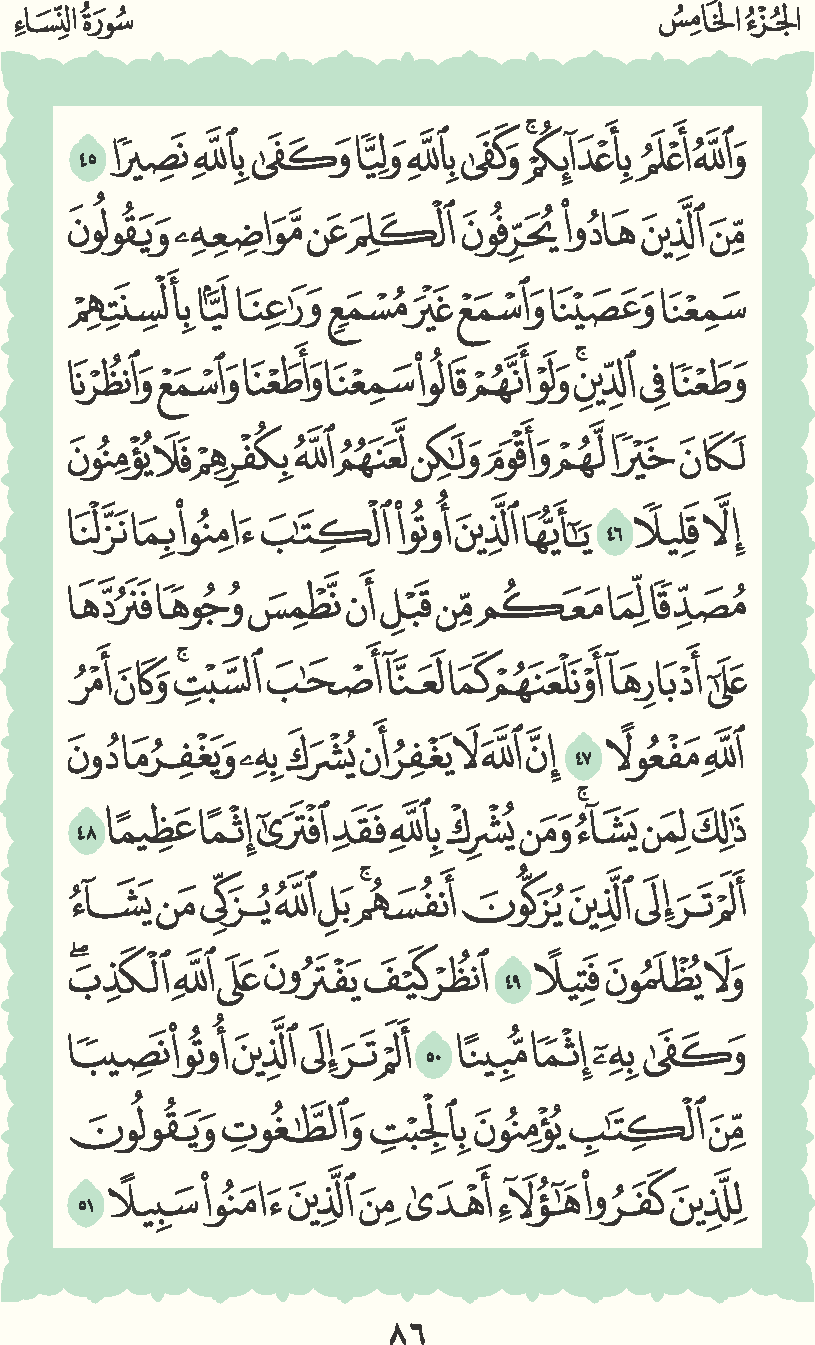 الجُزْءُ الخَامِسُ
سُورَةُ النِّسَاءِ
وَٱللَّهُ أَعۡلَمُ بِأَعۡدَآئِكُمۡۚ وَكَفَىٰ بِٱللَّهِ وَلِيّٗا وَكَفَىٰ بِٱللَّهِ نَصِيرٗا ٤٥
مِّنَ ٱلَّذِينَ هَادُواْ يُحَرِّفُونَ ٱلۡكَلِمَ عَن مَّوَاضِعِهِۦ وَيَقُولُونَ
سَمِعۡنَا وَعَصَيۡنَا وَٱسۡمَعۡ غَيۡرَ مُسۡمَعٖ وَرَٰعِنَا لَيَّۢا بِأَلۡسِنَتِهِمۡ
وَطَعۡنٗا فِي ٱلدِّينِۚ وَلَوۡ أَنَّهُمۡ قَالُواْ سَمِعۡنَا وَأَطَعۡنَا وَٱسۡمَعۡ وَٱنظُرۡنَا
لَكَانَ خَيۡرٗا لَّهُمۡ وَأَقۡوَمَ وَلَٰكِن لَّعَنَهُمُ ٱللَّهُ بِكُفۡرِهِمۡ فَلَا يُؤۡمِنُونَ
إِلَّا قَلِيلٗا ٤٦ يَٰٓأَيُّهَا ٱلَّذِينَ أُوتُواْ ٱلۡكِتَٰبَ ءَامِنُواْ بِمَا نَزَّلۡنَا
مُصَدِّقٗا لِّمَا مَعَكُم مِّن قَبۡلِ أَن نَّطۡمِسَ وُجُوهٗا فَنَرُدَّهَا
عَلَىٰٓ أَدۡبَارِهَآ أَوۡ نَلۡعَنَهُمۡ كَمَا لَعَنَّآ أَصۡحَٰبَ ٱلسَّبۡتِۚ وَكَانَ أَمۡرُ
ٱللَّهِ مَفۡعُولًا ٤٧ إِنَّ ٱللَّهَ لَا يَغۡفِرُ أَن يُشۡرَكَ بِهِۦ وَيَغۡفِرُ مَا دُونَ
ذَٰلِكَ لِمَن يَشَآءُۚ وَمَن يُشۡرِكۡ بِٱللَّهِ فَقَدِ ٱفۡتَرَىٰٓ إِثۡمًا عَظِيمًا ٤٨
أَلَمۡ تَرَ إِلَى ٱلَّذِينَ يُزَكُّونَ أَنفُسَهُمۚ بَلِ ٱللَّهُ يُزَكِّي مَن يَشَآءُ
وَلَا يُظۡلَمُونَ فَتِيلًا ٤٩ ٱنظُرۡ كَيۡفَ يَفۡتَرُونَ عَلَى ٱللَّهِ ٱلۡكَذِبَۖ
وَكَفَىٰ بِهِۦٓ إِثۡمٗا مُّبِينًا ٥٠ أَلَمۡ تَرَ إِلَى ٱلَّذِينَ أُوتُواْ نَصِيبٗا
مِّنَ ٱلۡكِتَٰبِ يُؤۡمِنُونَ بِٱلۡجِبۡتِ وَٱلطَّٰغُوتِ وَيَقُولُونَ
لِلَّذِينَ كَفَرُواْ هَٰٓؤُلَآءِ أَهۡدَىٰ مِنَ ٱلَّذِينَ ءَامَنُواْ سَبِيلًا ٥١
٨٦